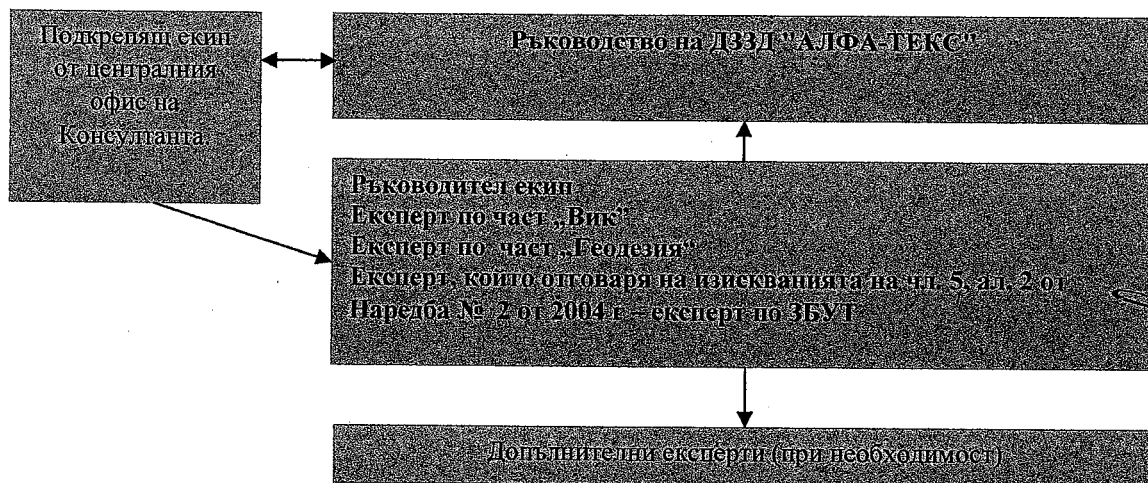 Подкрепящ екип
от централния
офис на
Консултанта.
Ръководство на ДЗЗД "АЛФА-ТЕКС"
Ръководител екип
Експерт по част „Вик”
Експерт по част „Геодезия“
Експерт, който отговаря на изискванията на чл. 5, ал. 2 от
Наредба № 2 от 2004 г – експерт по ЗБУТ
Допълнителни експерти (при необходимост)